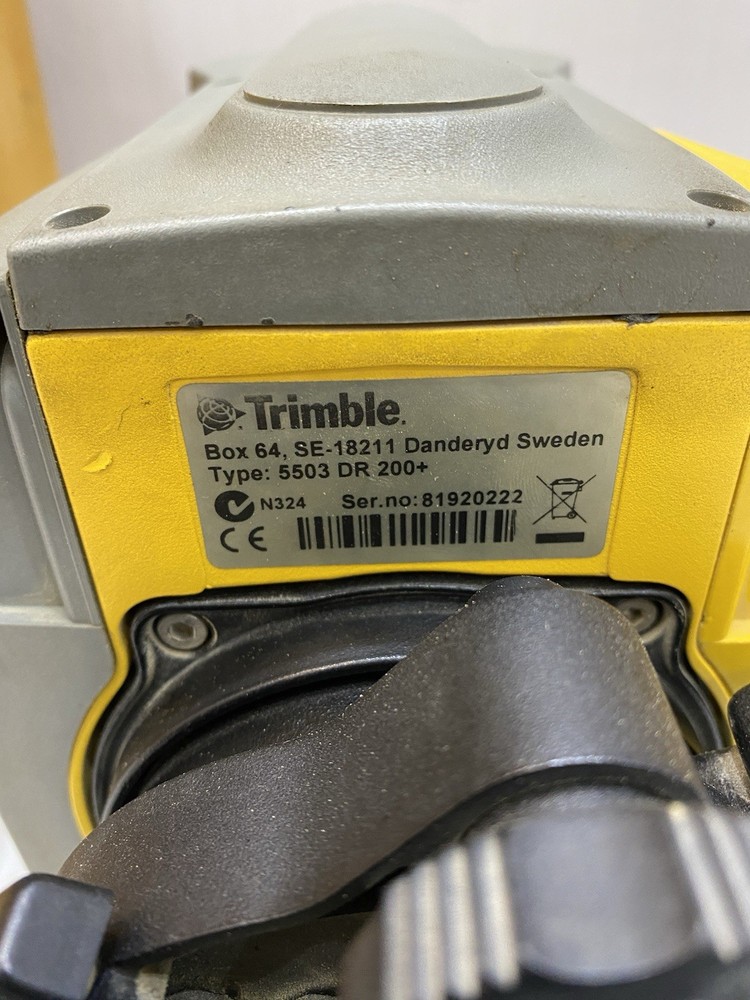 Trimble.
Box 64, SE-18211 Danderyd Sweden
Type: 5503 DR 200+
N324 Ser.no: 81920222
CE